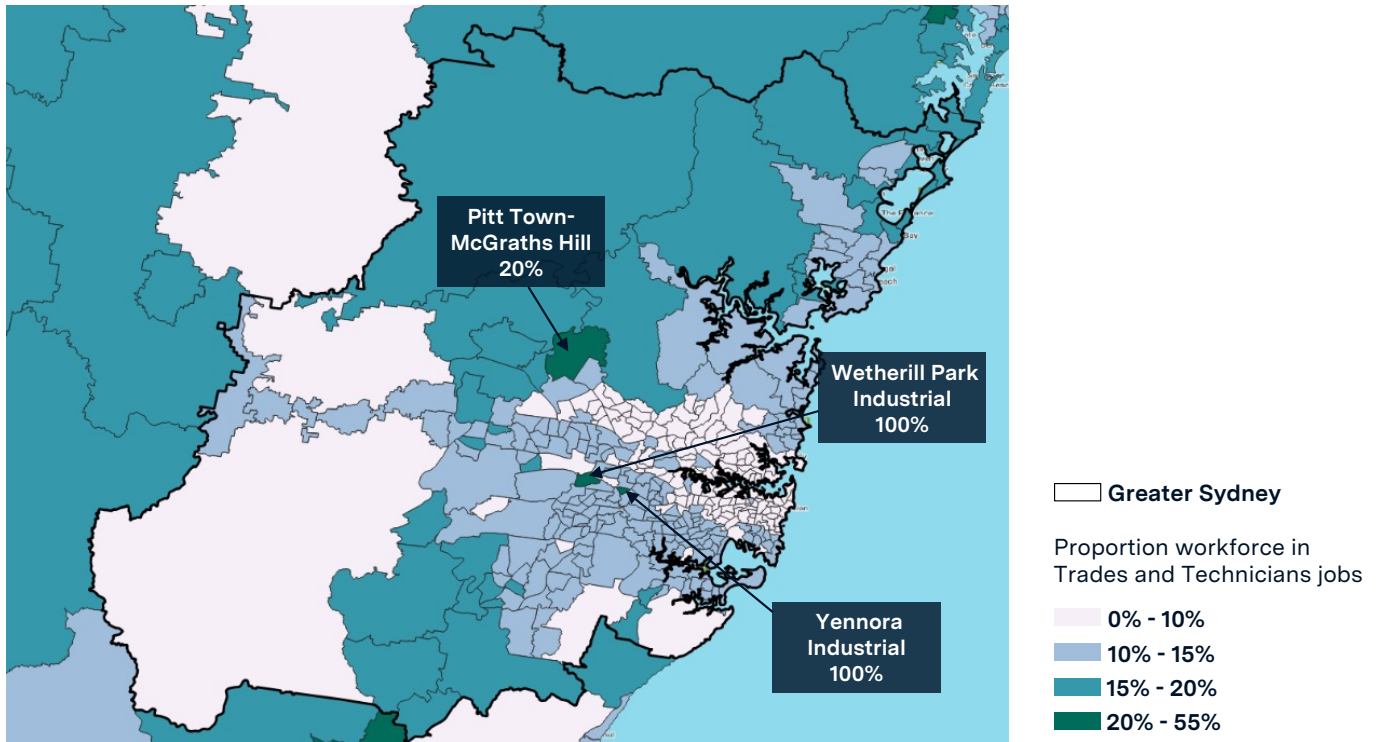 Pitt Town-
McGraths Hill
20%
Wetherill Park
Industrial
100%
Yennora
Industrial
100%
Bay
Greater Sydney
Proportion workforce in
Trades and Technicians jobs
0% - 10%
10% - 15%
15% - 20%
20% - 55%